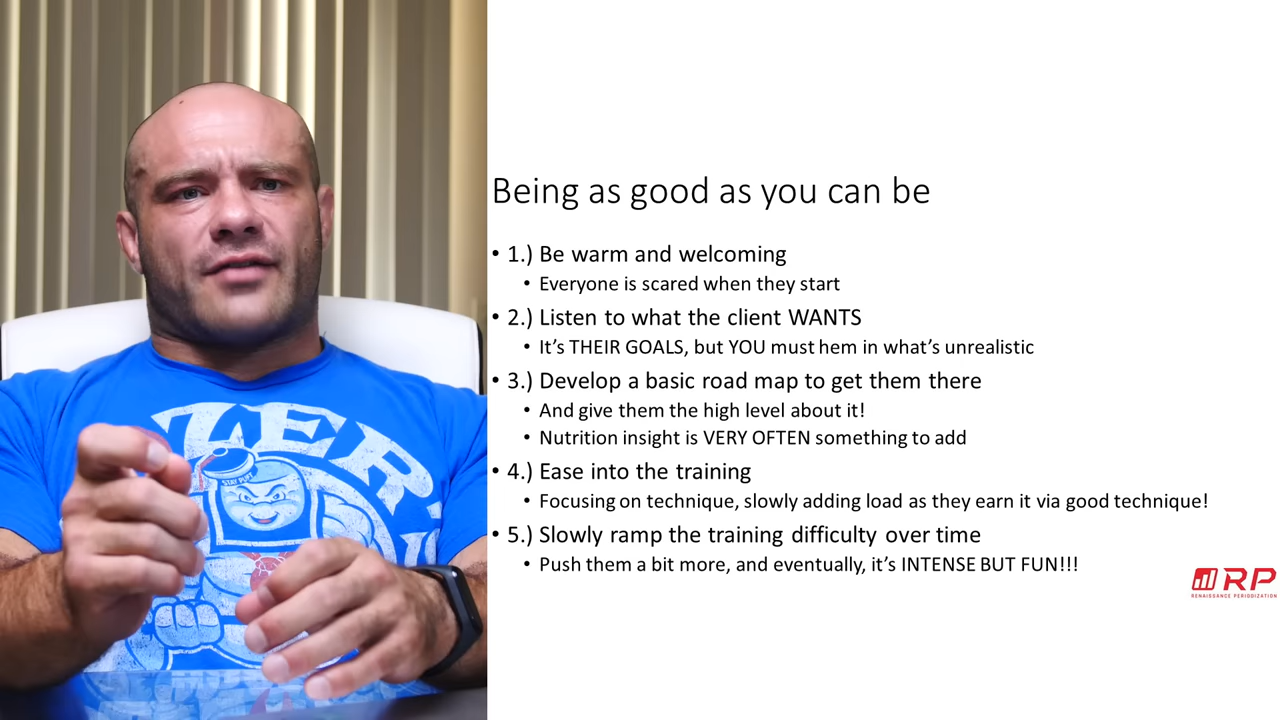 Being as good as you can be
• 1.) Be warm and welcoming
• Everyone is scared when they start
• 2.) Listen to what the client WANTS
• It's THEIR GOALS, but YOU must hem in what's unrealistic
• 3.) Develop a basic road map to get them there
• And give them the high level about it!
• Nutrition insight is VERY OFTEN something to add
• 4.) Ease into the training
• Focusing on technique, slowly adding load as they earn it via good technique!
• 5.) Slowly ramp the training difficulty over time
• Push them a bit more, and eventually, it's INTENSE BUT FUN!!!
RP
RENAISSANCE PERIODIZATION
STAY PUFT